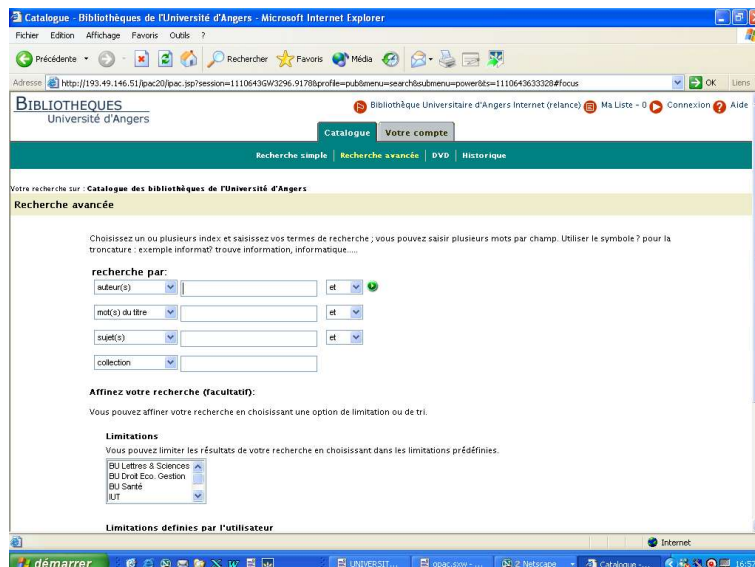 Catalogue - Bibliothèques de l'Université d'Angers - Microsoft Internet Explorer
Fichier Edition Affichage Favoris Outils ?
Précédente Rechercher Favoris Média
Adresse http://193.49.146.51/ipac20/ipac.jsp?session=1110643GW3296.9178&profile=pub&menu=search&submenu=power&ts=1110643633328#focus OK Liens
BIBLIOTHEQUES
Université d'Angers
Bibliothèque Universitaire d'Angers Internet (relance) Ma Liste - 0 Connexion Aide
Catalogue Votre compte
Recherche simple | Recherche avancée | DVD | Historique
Votre recherche sur : Catalogue des bibliothèques de l'Université d'Angers
Recherche avancée
Choisissez un ou plusieurs index et saisissez vos termes de recherche ; vous pouvez saisir plusieurs mots par champ. Utiliser le symbole ? pour la
troncature : exemple informat? trouve information, informatique.....
recherche par:
auteur(s) et
mot(s) du titre et
sujet(s) et
collection
Affinez votre recherche (facultatif):
Vous pouvez affiner votre recherche en choisissant une option de limitation ou de tri.
Limitations
Vous pouvez limiter les résultats de votre recherche en choisissant dans les limitations prédéfinies.
BU Lettres & Sciences
BU Droit Eco. Gestion
BU Santé
IUT
Limitations definies par l'utilisateur
Internet
démarrer UNIVERSIT... opac.sxw - ... 2 Netscape Catalogue -...